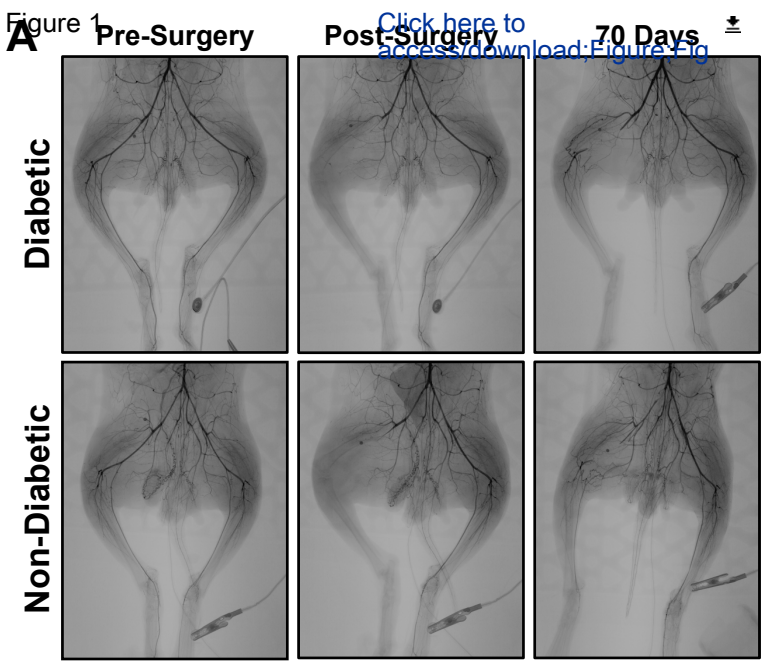 Figure 1
Click here to
access/download;Figure;Fig
A
Pre-Surgery
Post-Surgery
70 Days
Diabetic
Non-Diabetic